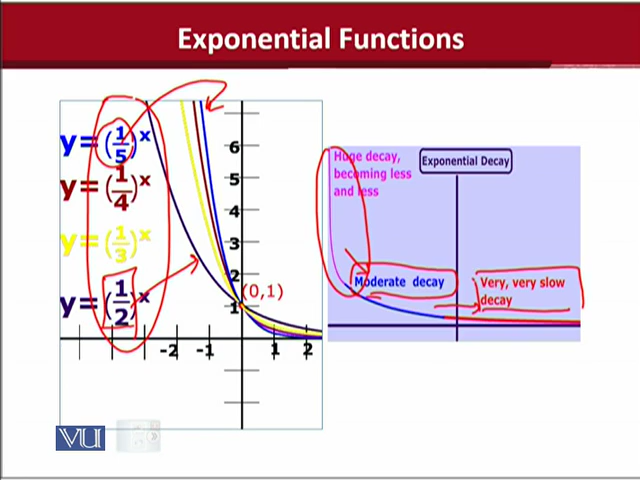 Exponential Functions
y=(1/5)x
y=(1/4)x
y=(1/3)x
y=(1/2)x
6
5
4
3
2
1
(0,1)
-2 -1 1 2
Huge decay,
becoming less
and less
Exponential Decay
Moderate decay
Very, very slow
decay
VU